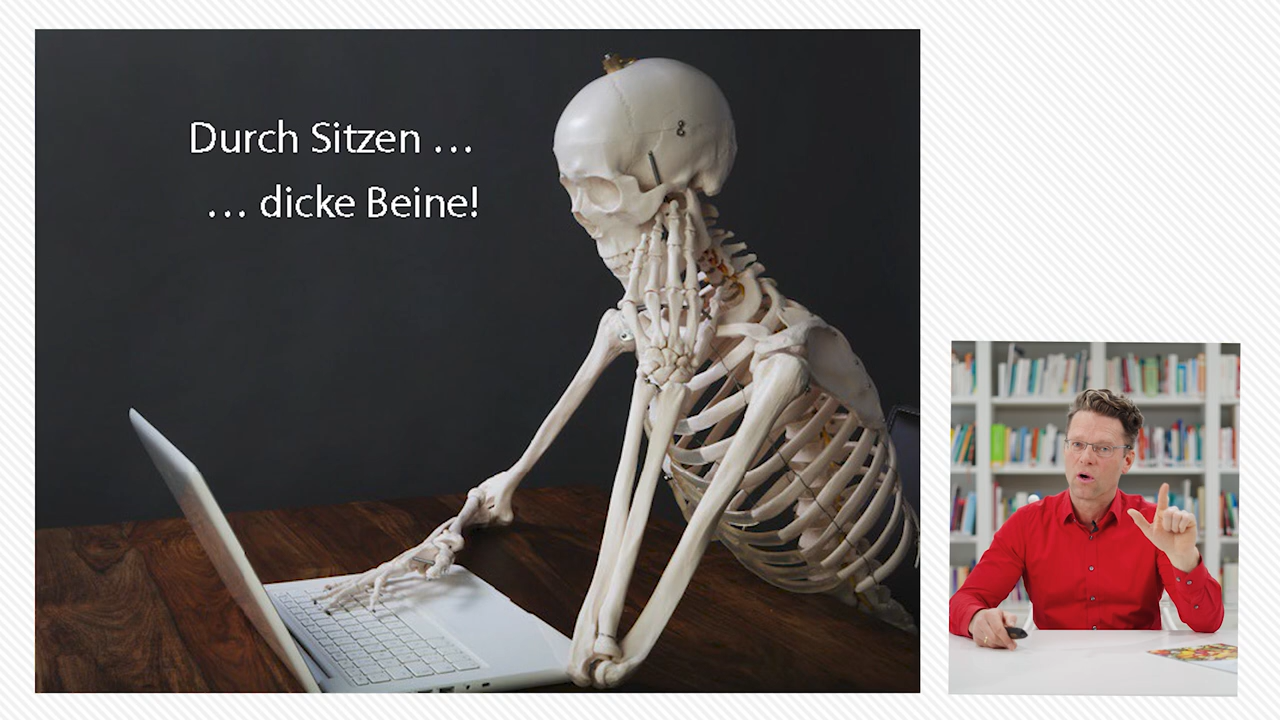 Durch Sitzen …
… dicke Beine!